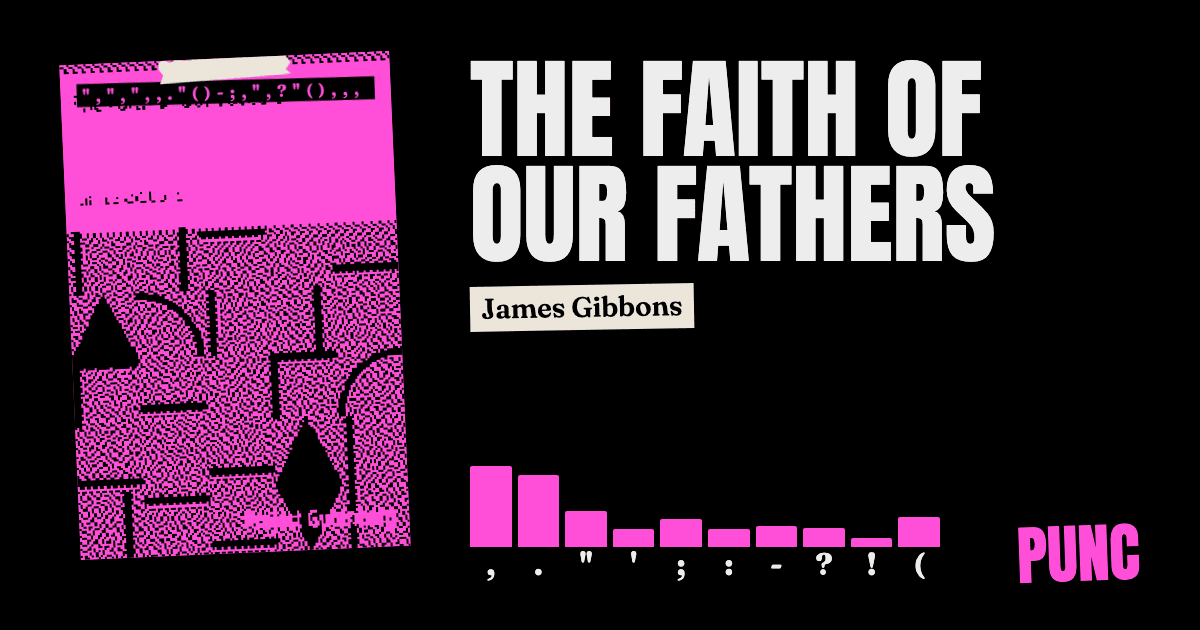 ",",",,."()-;,",?"(),,,
THE FAITH OF
OUR FATHERS
James Gibbons
, . " ' ; : - ? ! (
PUNC